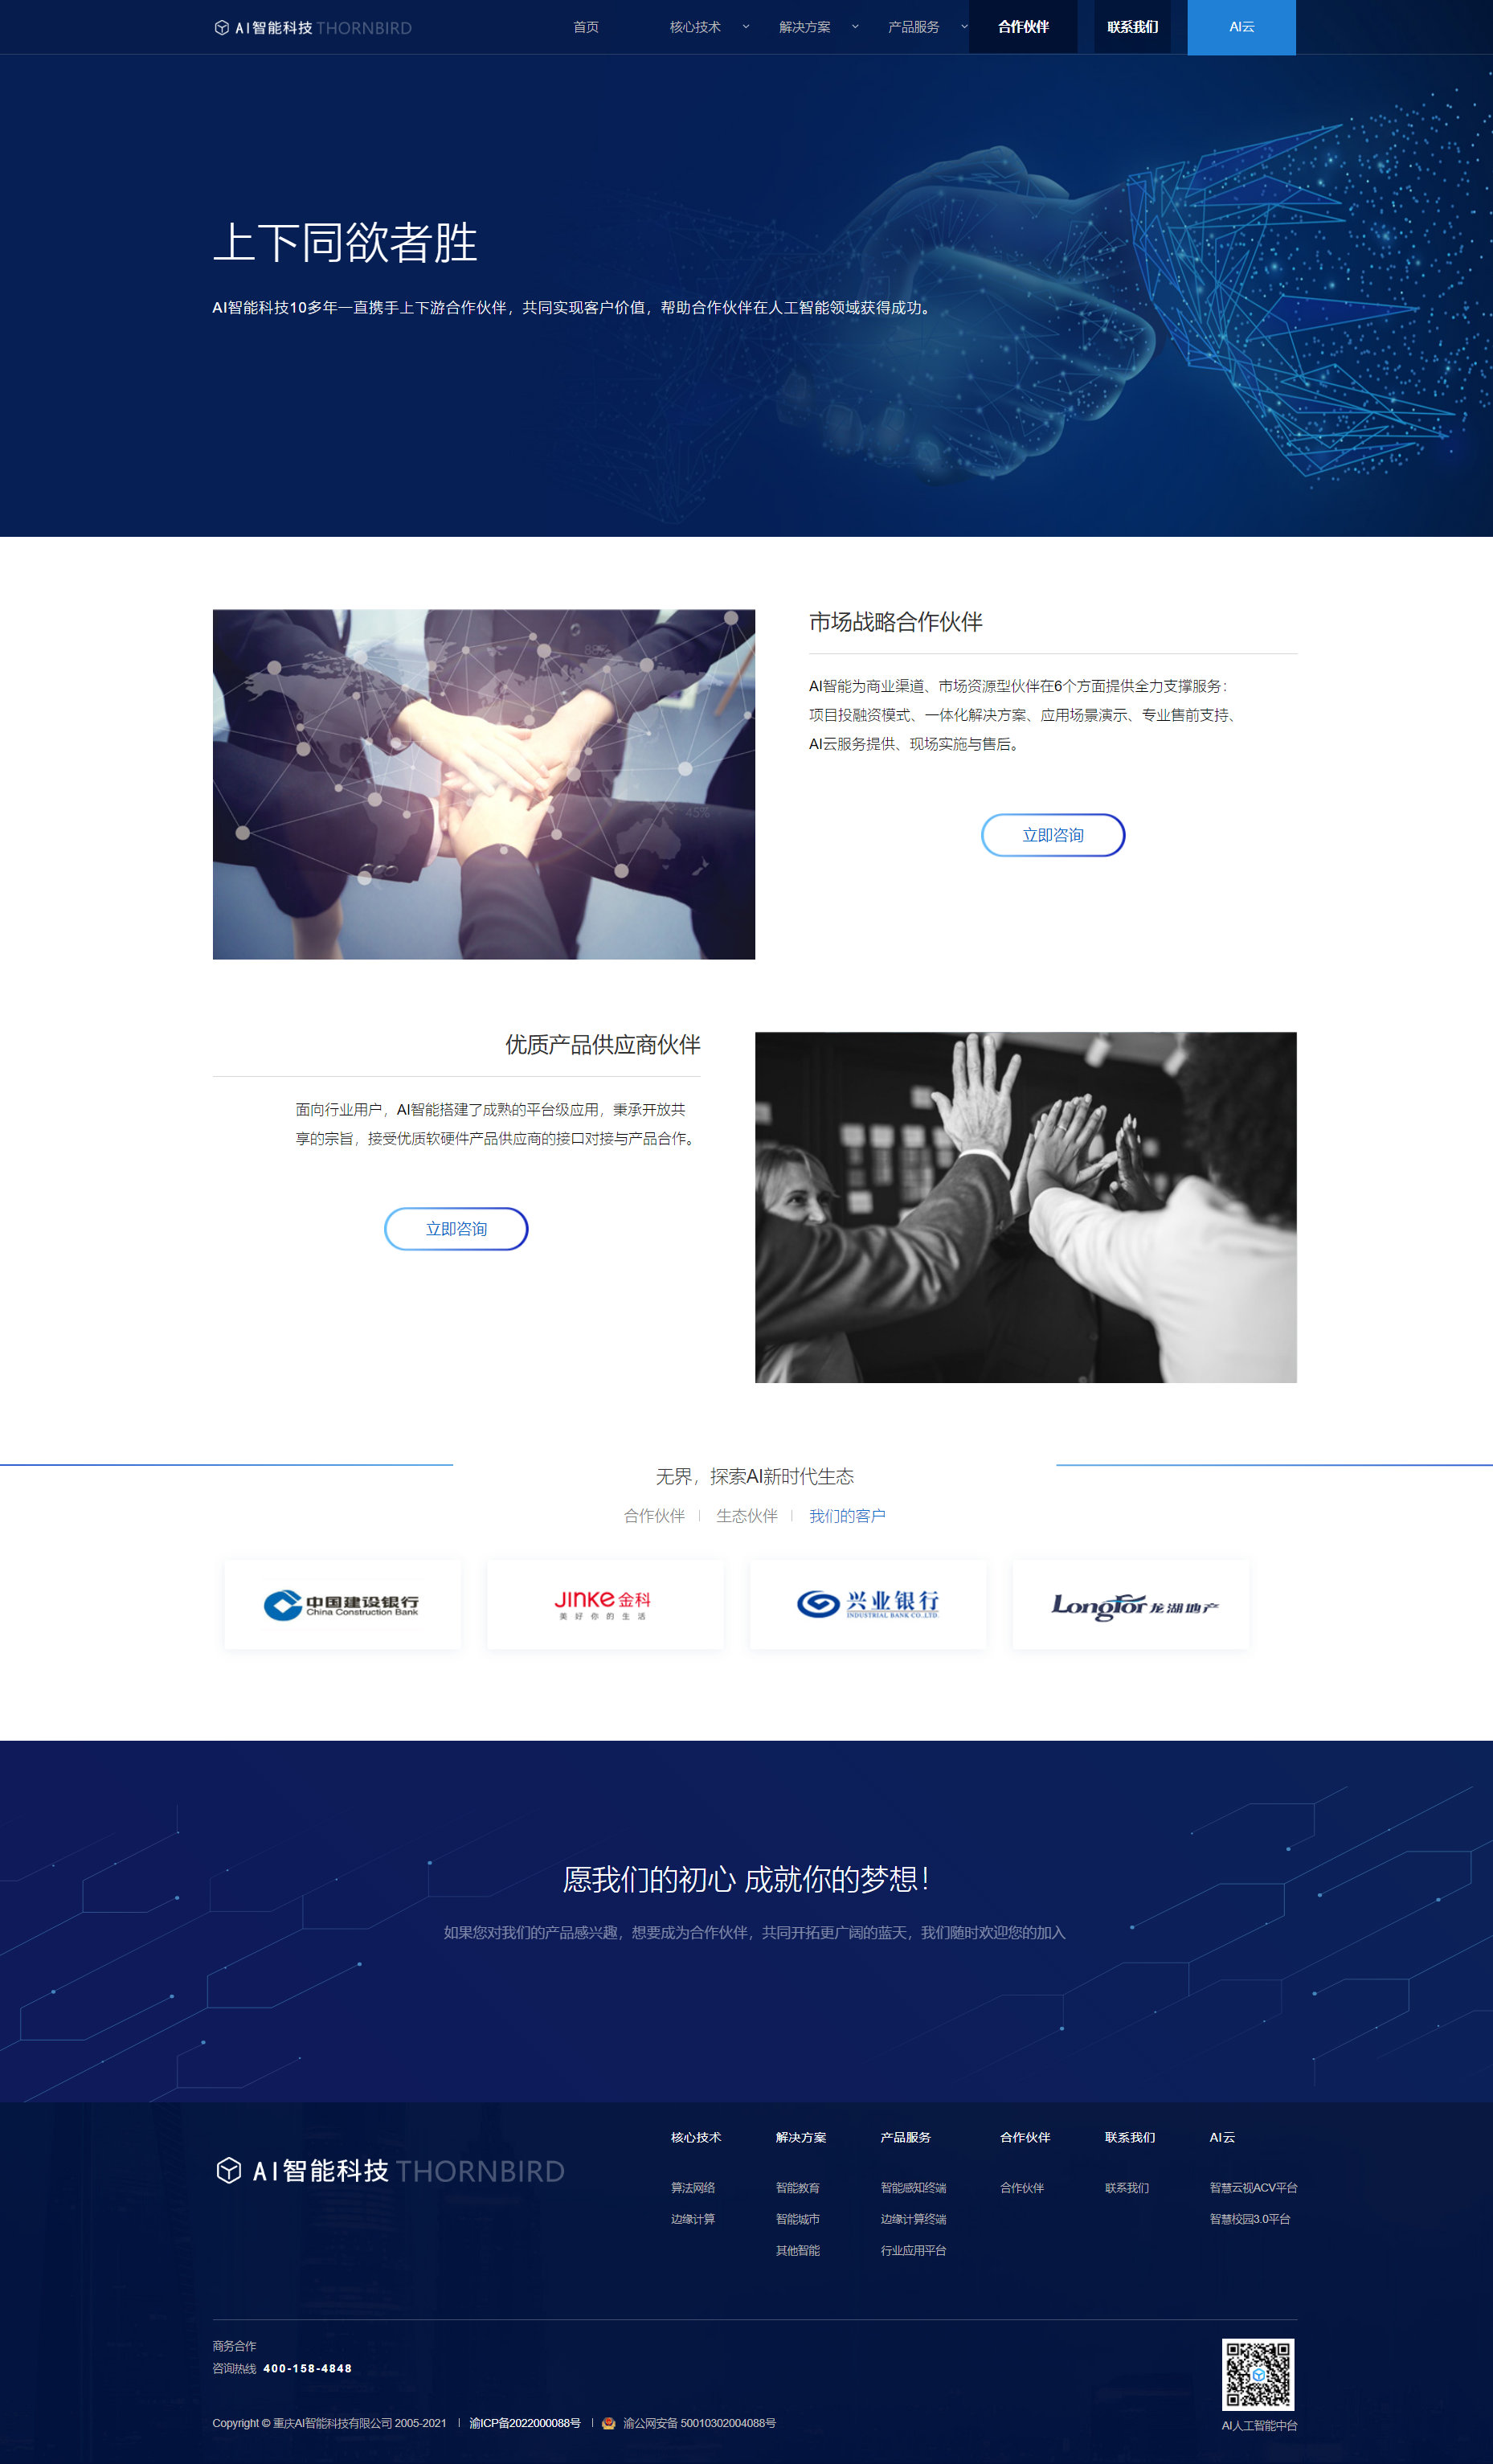 AI智能科技 THORNBIRD
首页
核心技术
解决方案
产品服务
合作伙伴
联系我们
AI云
上下同欲者胜
AI智能科技10多年一直携手上下游合作伙伴，共同实现客户价值，帮助合作伙伴在人工智能领域获得成功。
市场战略合作伙伴
AI智能为商业渠道、市场资源型伙伴在6个方面提供全力支撑服务：
项目投融资模式、一体化解决方案、应用场景演示、专业售前支持、
AI云服务提供、现场实施与售后。
立即咨询
88%
45%
优质产品供应商伙伴
面向行业用户，AI智能搭建了成熟的平台级应用，秉承开放共
享的宗旨，接受优质软硬件产品供应商的接口对接与产品合作。
立即咨询
无界，探索AI新时代生态
合作伙伴
生态伙伴
我们的客户
中国建设银行
China Construction Bank
JINKE金科
美好你的生活
兴业银行
INDUSTRIAL BANK CO.,LTD.
Longfor龙湖地产
愿我们的初心 成就你的梦想！
如果您对我们的产品感兴趣，想要成为合作伙伴，共同开拓更广阔的蓝天，我们随时欢迎您的加入
AI智能科技 THORNBIRD
核心技术
算法网络
边缘计算
解决方案
智能教育
智能城市
其他智能
产品服务
智能感知终端
边缘计算终端
行业应用平台
合作伙伴
合作伙伴
联系我们
联系我们
AI云
智慧云视ACV平台
智慧校园3.0平台
商务合作
咨询热线 400-158-4848
Copyright © 重庆AI智能科技有限公司 2005-2021 | 渝ICP备2022000088号 | 渝公网安备 50010302004088号
AI人工智能中台